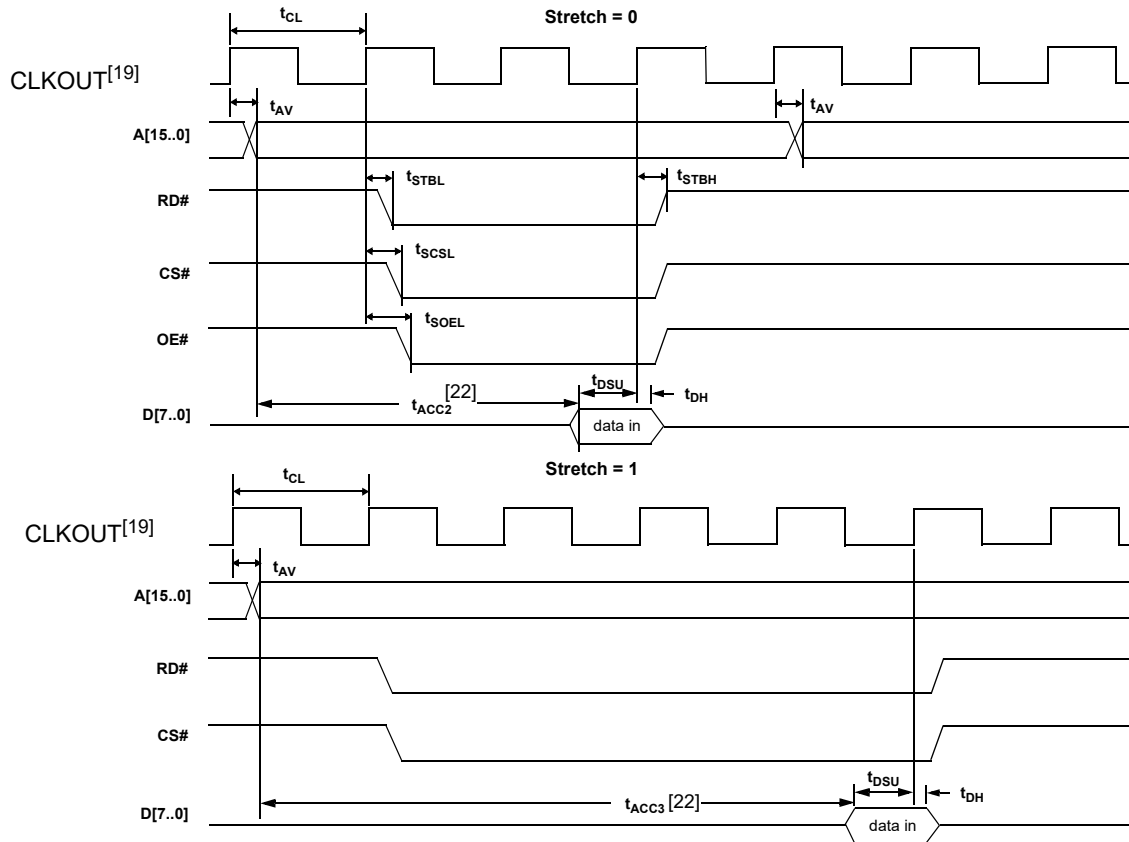 Stretch = 0
tCL
CLKOUT[19]
tAV
tAV
A[15..0]
tSTBL
tSTBH
RD#
tSCSL
CS#
tSOEL
OE#
tDSU
tACC2 [22]
tDH
D[7..0]
data in
Stretch = 1
tCL
CLKOUT[19]
tAV
A[15..0]
RD#
CS#
tDSU
tACC3 [22]
tDH
D[7..0]
data in